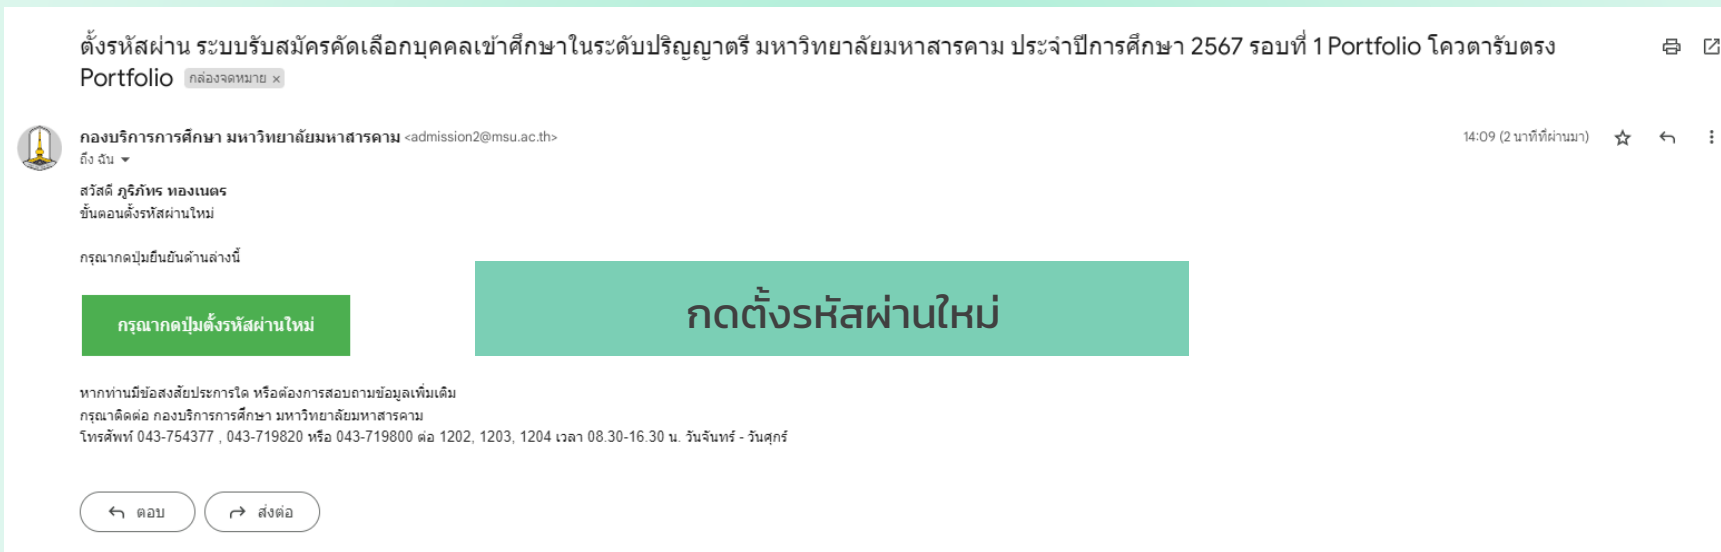 ตั้งรหัสผ่าน ระบบรับสมัครคัดเลือกบุคคลเข้าศึกษาในระดับปริญญาตรี มหาวิทยาลัยมหาสารคาม ประจำปีการศึกษา 2567 รอบที่ 1 Portfolio โควตารับตรง
Portfolio กล่องจดหมาย ×
กองบริการการศึกษา มหาวิทยาลัยมหาสารคาม <admission2@msu.ac.th>
14:09 (2 นาทีที่ผ่านมา)
ถึง ฉัน
สวัสดี ภูริภัทร ทองเนตร
ขั้นตอนตั้งรหัสผ่านใหม่
กรุณากดปุ่มยืนยันด้านล่างนี้
กรุณากดปุ่มตั้งรหัสผ่านใหม่
กดตั้งรหัสผ่านใหม่
หากท่านมีข้อสงสัยประการใด หรือต้องการสอบถามข้อมูลเพิ่มเติม
กรุณาติดต่อ กองบริการการศึกษา มหาวิทยาลัยมหาสารคาม
โทรศัพท์ 043-754377 , 043-719820 หรือ 043-719800 ต่อ 1202, 1203, 1204 เวลา 08.30-16.30 น. วันจันทร์ - วันศุกร์
ตอบ
ส่งต่อ